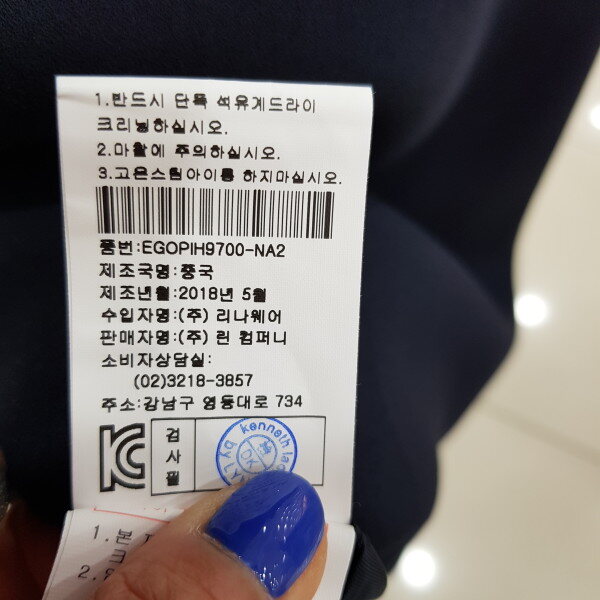 1.반드시 단독 석유계드라이
크리닝하십시오.
2.마찰에 주의하십시오.
3.고온스팀아이롱 하지마십시오.
품번:EGOPIH9700-NA2
제조국명:중국
제조년월:2018년 5월
수입자명:(주) 리나웨어
판매자명:(주) 린 컴퍼니
소비자상담실:
(02)3218-3857
주소:강남구 영동대로 734
KC
검사필
kenneth
by
1.
2.